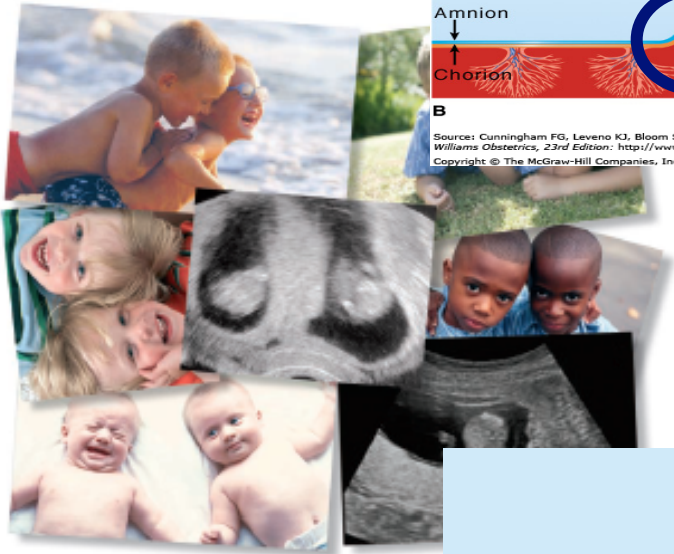 Amnion
Chorion
B
Source: Cunningham FG, Leveno KJ, Bloom
Williams Obstetrics, 23rd Edition: http://www
Copyright © The McGraw-Hill Companies,